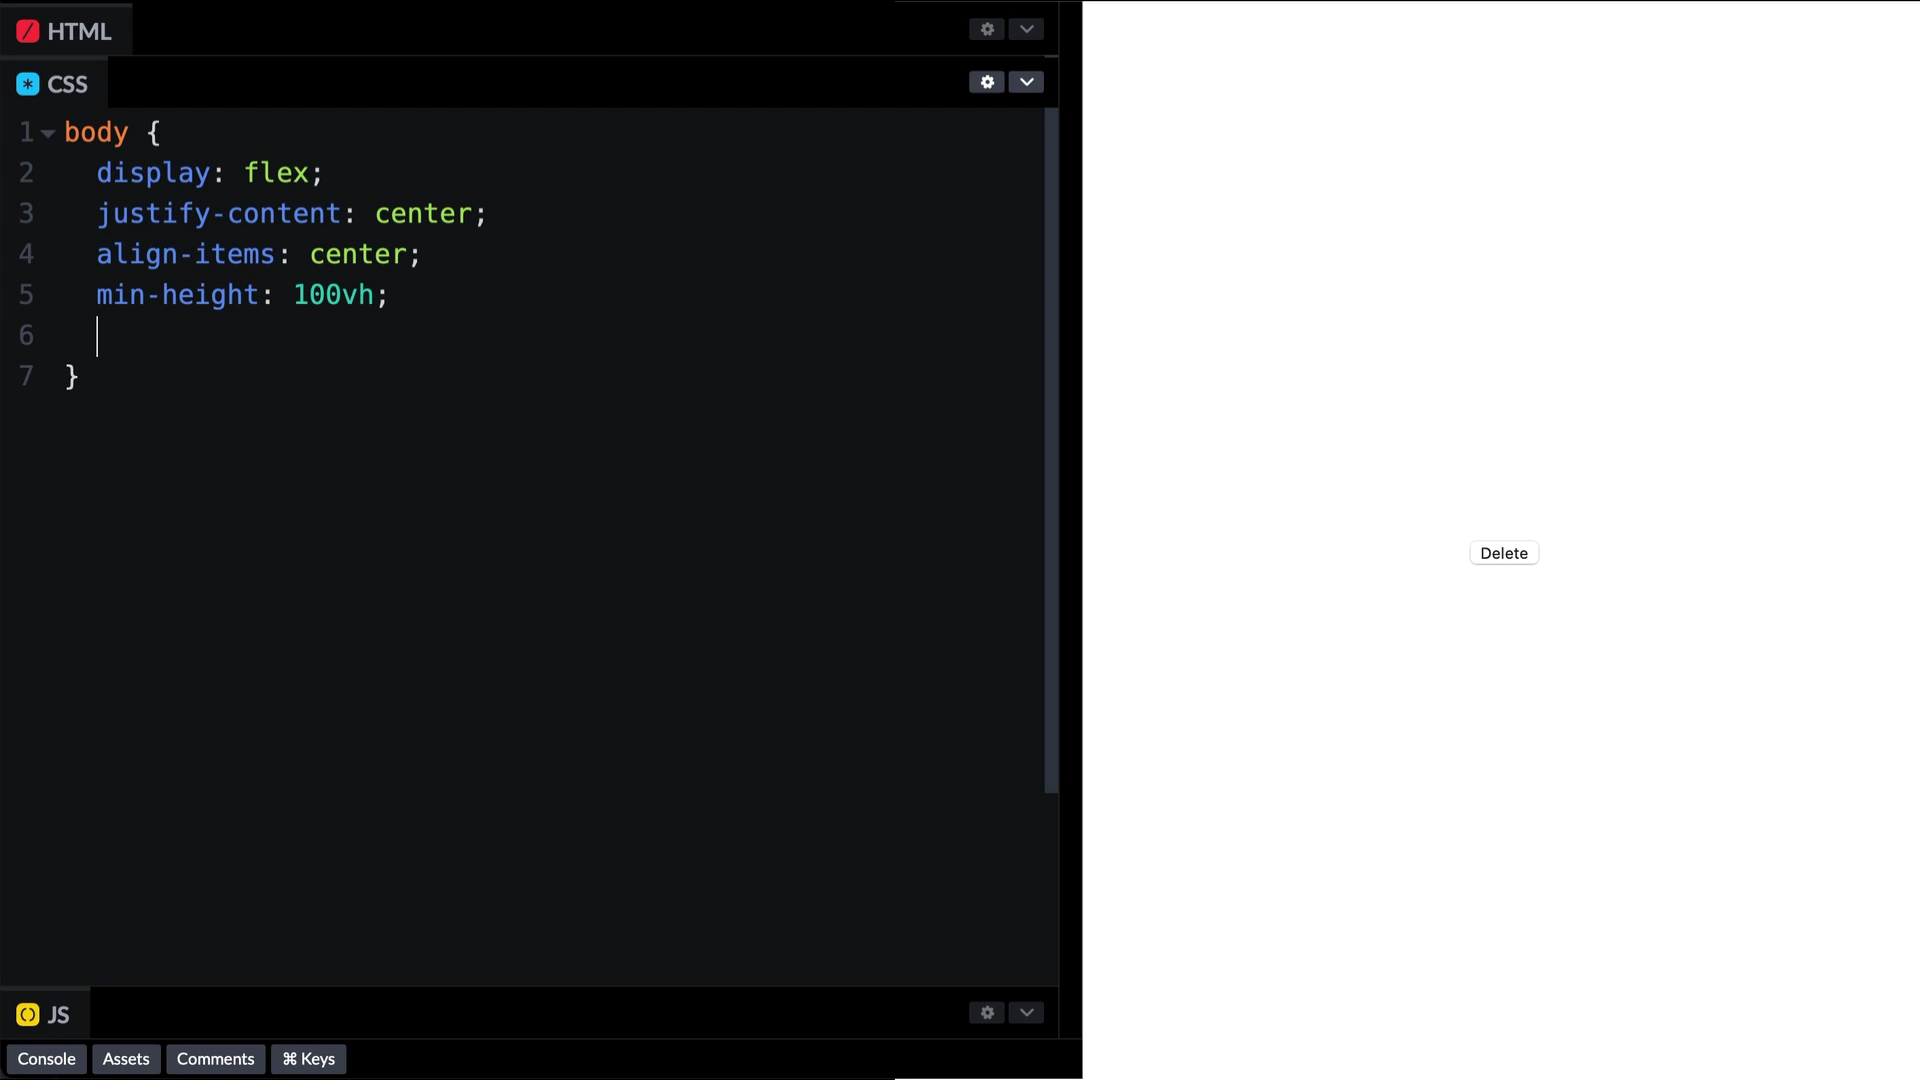 HTML
CSS
1 body {
2 display: flex;
3 justify-content: center;
4 align-items: center;
5 min-height: 100vh;
6
7 }
Delete
JS
Console Assets Comments ⌘ Keys